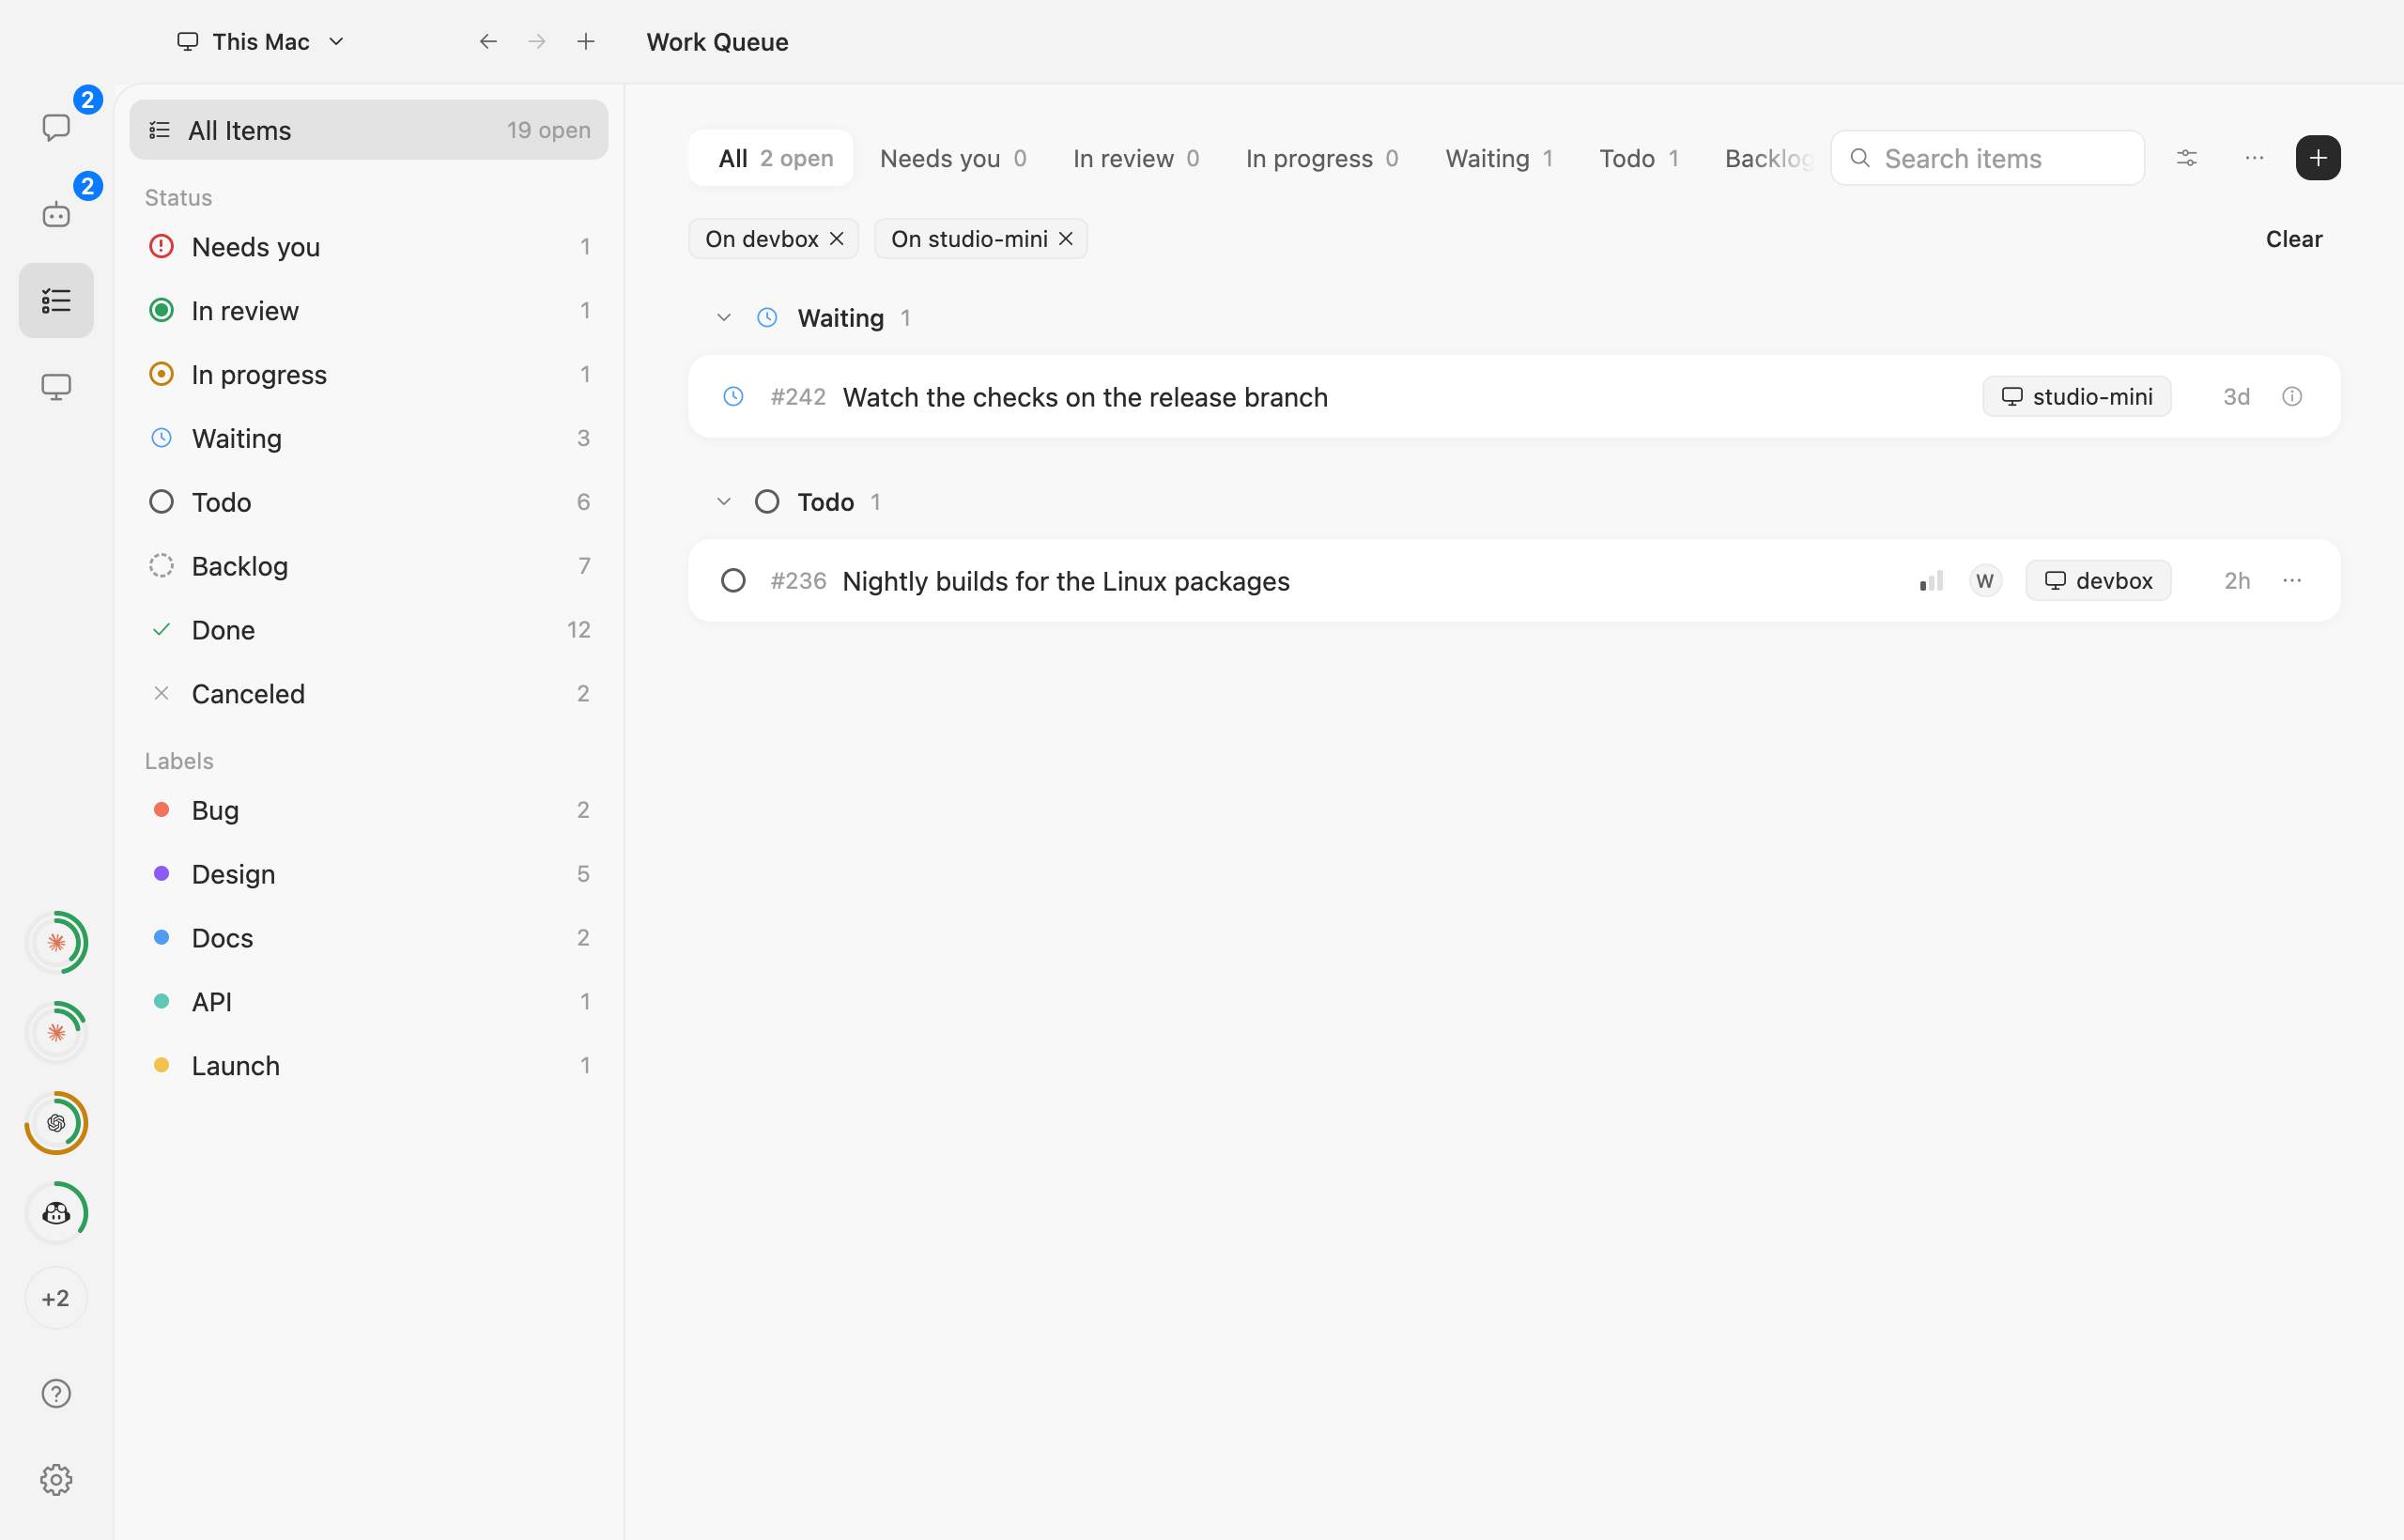 This Mac
Work Queue
2
2
All Items 19 open
Status
Needs you 1
In review 1
In progress 1
Waiting 3
Todo 6
Backlog 7
Done 12
Canceled 2
Labels
Bug 2
Design 5
Docs 2
API 1
Launch 1
+2
All 2 open Needs you 0 In review 0 In progress 0 Waiting 1 Todo 1 Backlog Search items
On devbox On studio-mini Clear
Waiting 1
#242 Watch the checks on the release branch studio-mini 3d
Todo 1
#236 Nightly builds for the Linux packages W devbox 2h